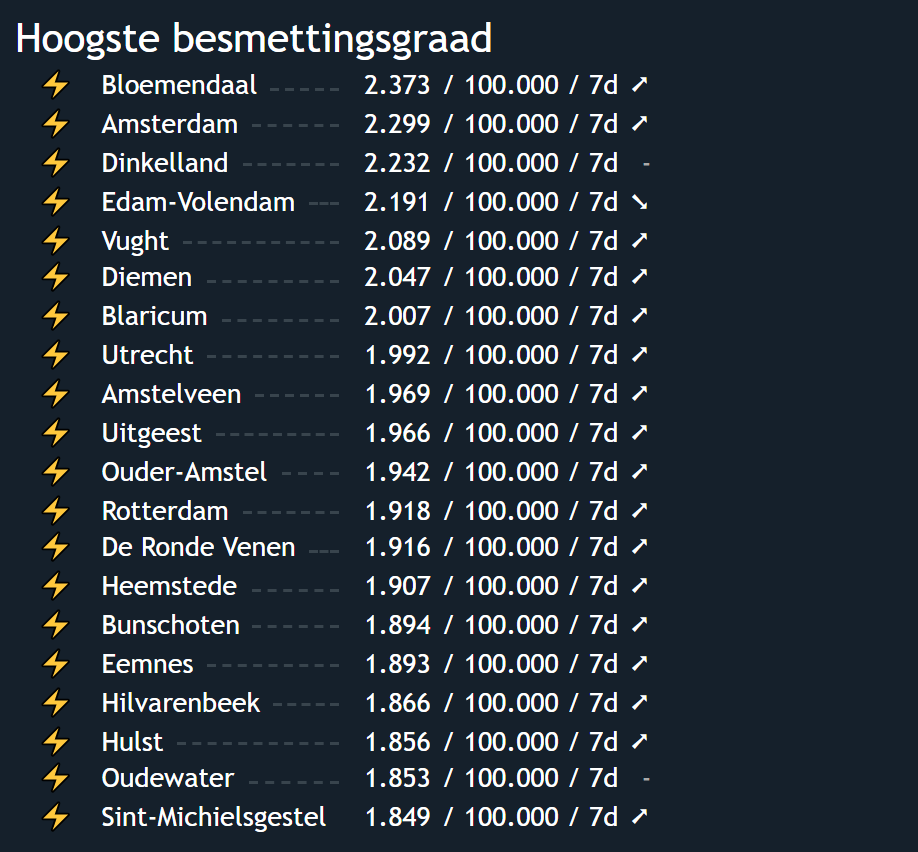 Hoogste besmettingsgraad
⚡ Bloemendaal ----- 2.373 / 100.000 / 7d ➚
⚡ Amsterdam ------ 2.299 / 100.000 / 7d ➚
⚡ Dinkelland ------- 2.232 / 100.000 / 7d -
⚡ Edam-Volendam --- 2.191 / 100.000 / 7d ➘
⚡ Vught ----------- 2.089 / 100.000 / 7d ➚
⚡ Diemen --------- 2.047 / 100.000 / 7d ➚
⚡ Blaricum -------- 2.007 / 100.000 / 7d ➚
⚡ Utrecht --------- 1.992 / 100.000 / 7d ➚
⚡ Amstelveen ------ 1.969 / 100.000 / 7d ➚
⚡ Uitgeest -------- 1.966 / 100.000 / 7d ➚
⚡ Ouder-Amstel ---- 1.942 / 100.000 / 7d ➚
⚡ Rotterdam ------- 1.918 / 100.000 / 7d ➚
⚡ De Ronde Venen --- 1.916 / 100.000 / 7d ➚
⚡ Heemstede ------ 1.907 / 100.000 / 7d ➚
⚡ Bunschoten ------ 1.894 / 100.000 / 7d ➚
⚡ Eemnes --------- 1.893 / 100.000 / 7d ➚
⚡ Hilvarenbeek ----- 1.866 / 100.000 / 7d ➚
⚡ Hulst ----------- 1.856 / 100.000 / 7d ➚
⚡ Oudewater ------ 1.853 / 100.000 / 7d -
⚡ Sint-Michielsgestel 1.849 / 100.000 / 7d ➚